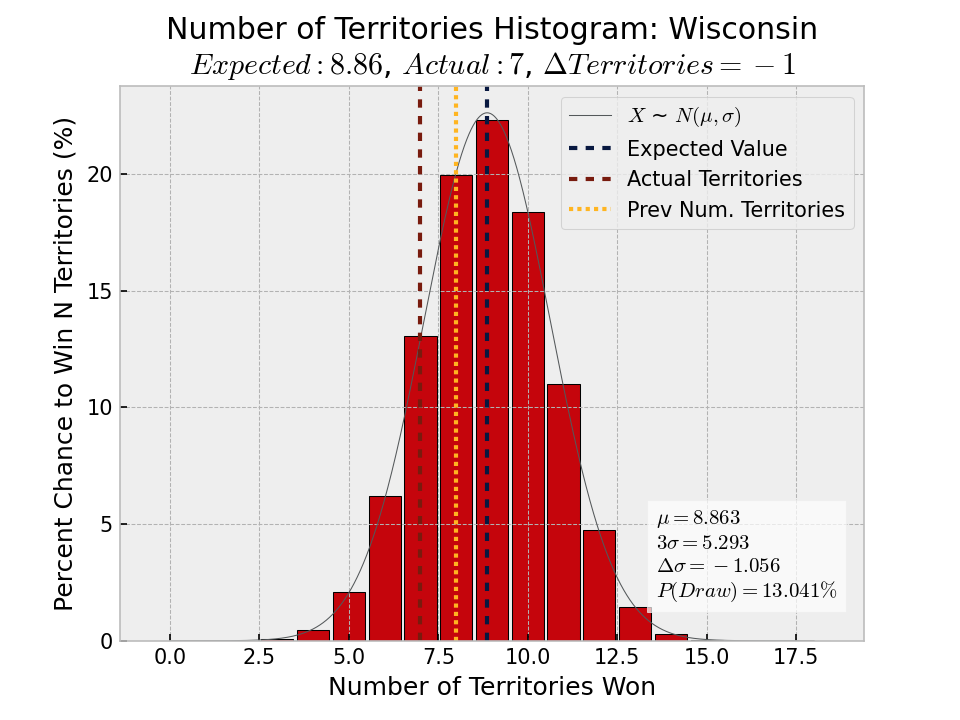 Number of Territories Histogram: Wisconsin
Expected : 8.86, Actual : 7, ΔTerritories = −1
X ~ N(μ, σ)
Expected Value
Actual Territories
Prev Num. Territories
Percent Chance to Win N Territories (%)
20
15
10
5
0
μ = 8.863
3σ = 5.293
Δσ = −1.056
P(Draw) = 13.041%
0.0 2.5 5.0 7.5 10.0 12.5 15.0 17.5
Number of Territories Won